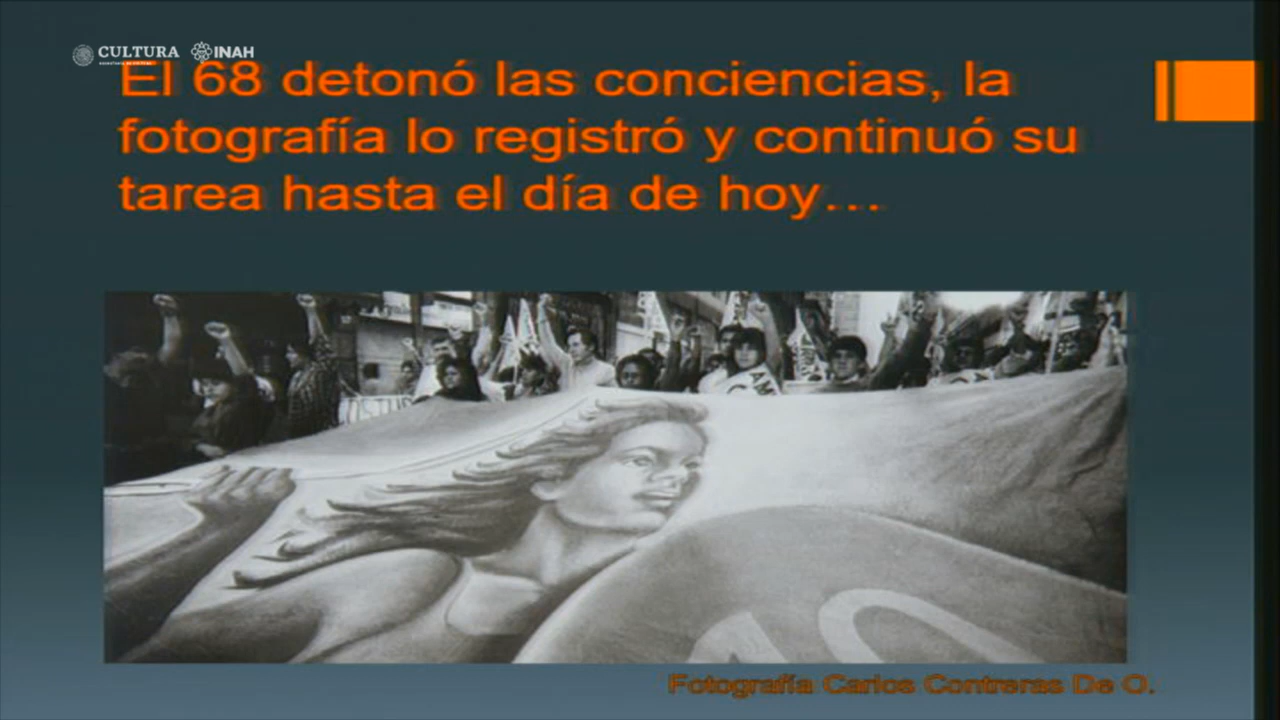 CULTURA INAH
El 68 detonó las conciencias, la
fotografía lo registró y continuó su
tarea hasta el día de hoy…
Fotografía Carlos Contreras De O.